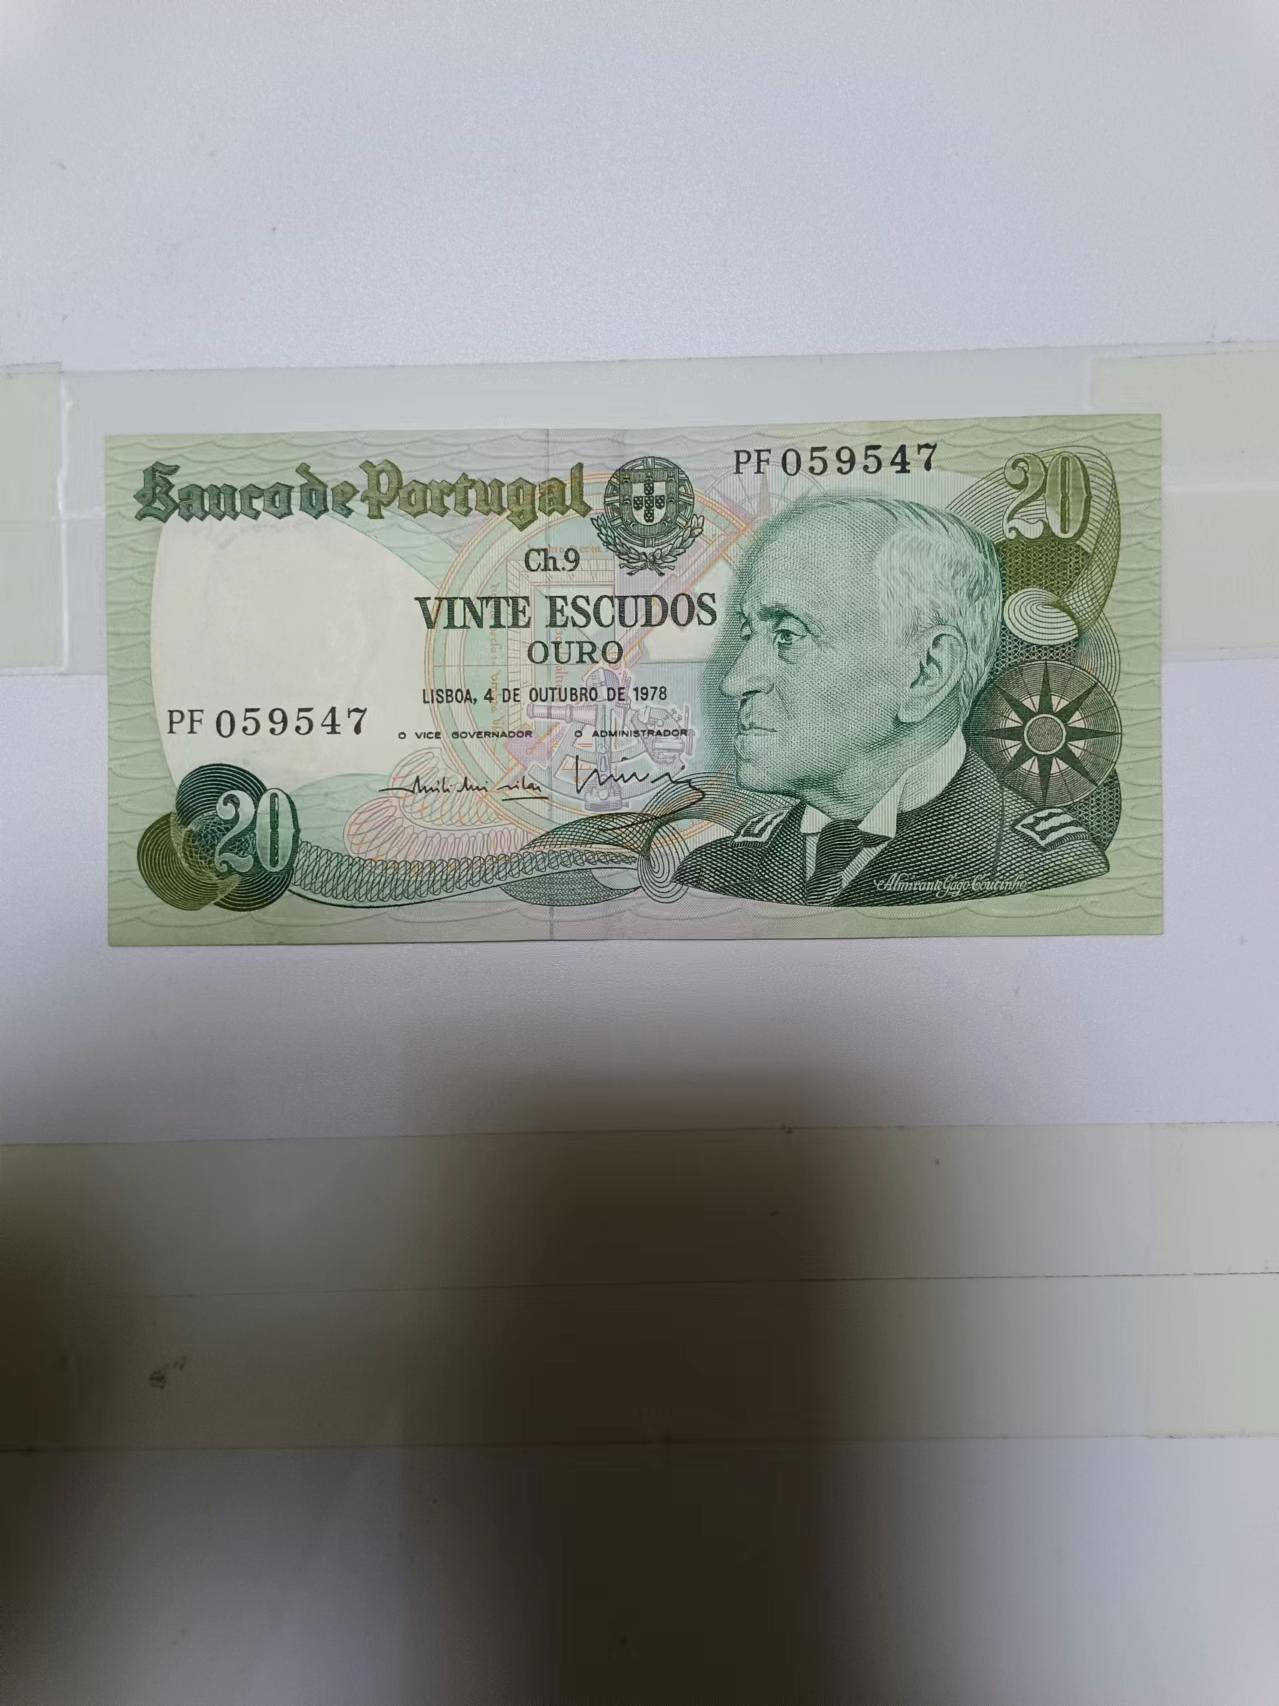 Banco de Portugal
PF 059547
20
Ch.9
VINTE ESCUDOS
OURO
LISBOA, 4 DE OUTUBRO DE 1978
PF 059547
O VICE GOVERNADOR
O ADMINISTRADOR
20
Almirante Gago Coutinho